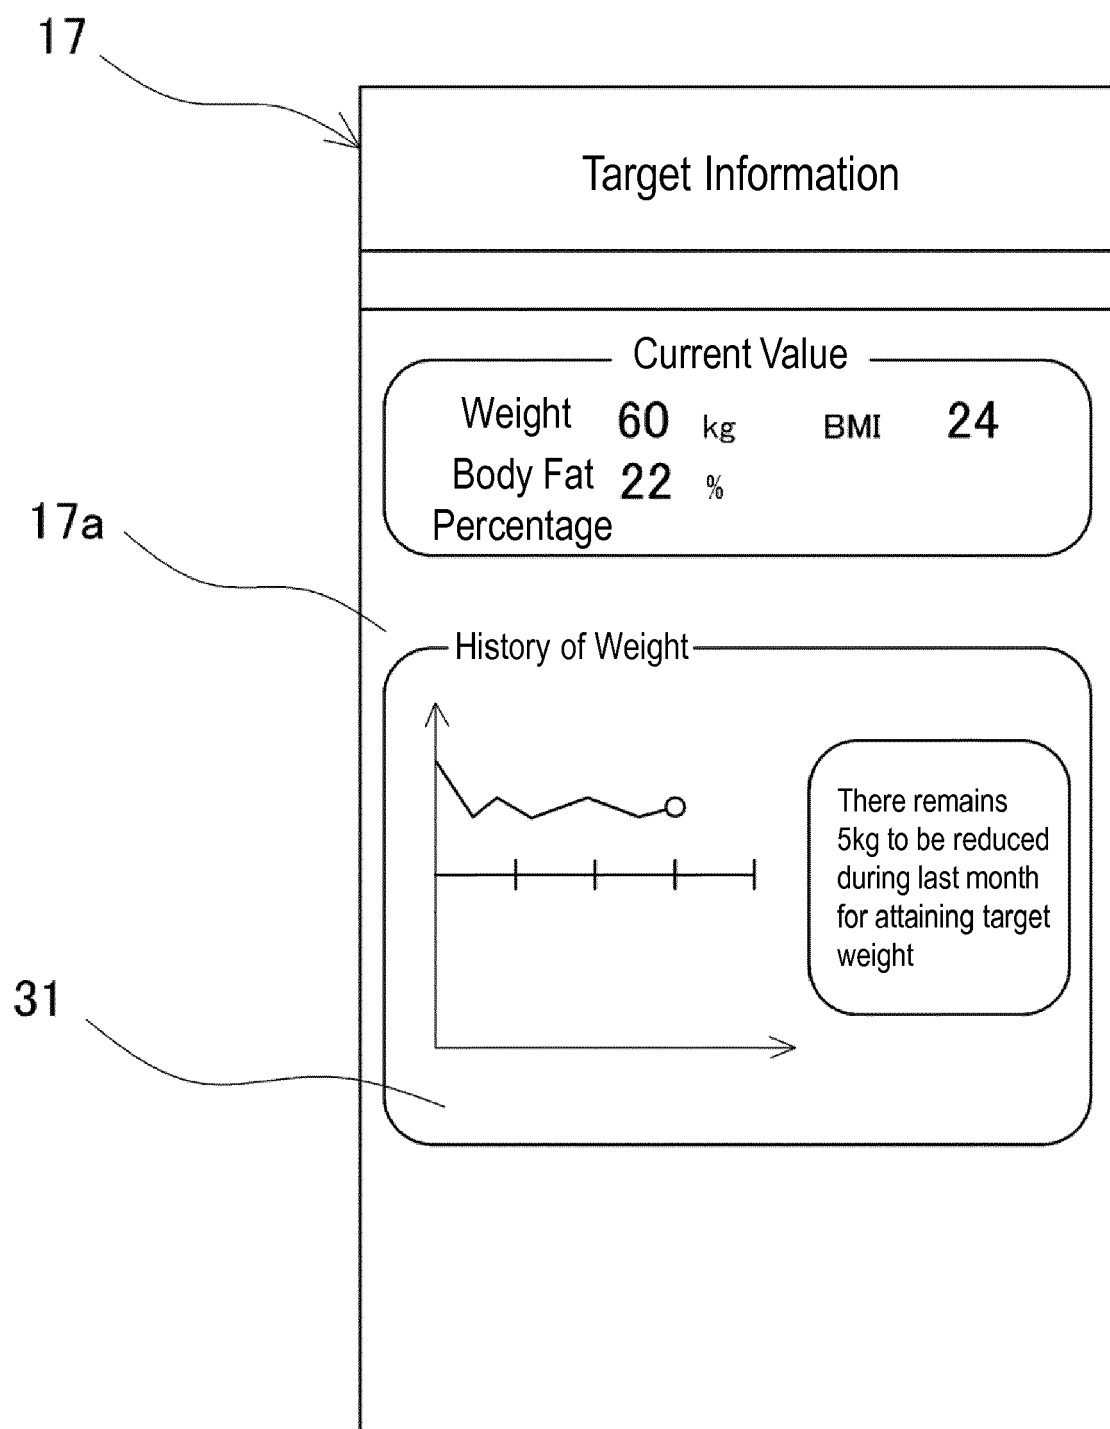 17
Target Information
Current Value
Weight 60 kg BMI 24
Body Fat 22 %
Percentage
17a
History of Weight
There remains
5kg to be reduced
during last month
for attaining target
weight
31